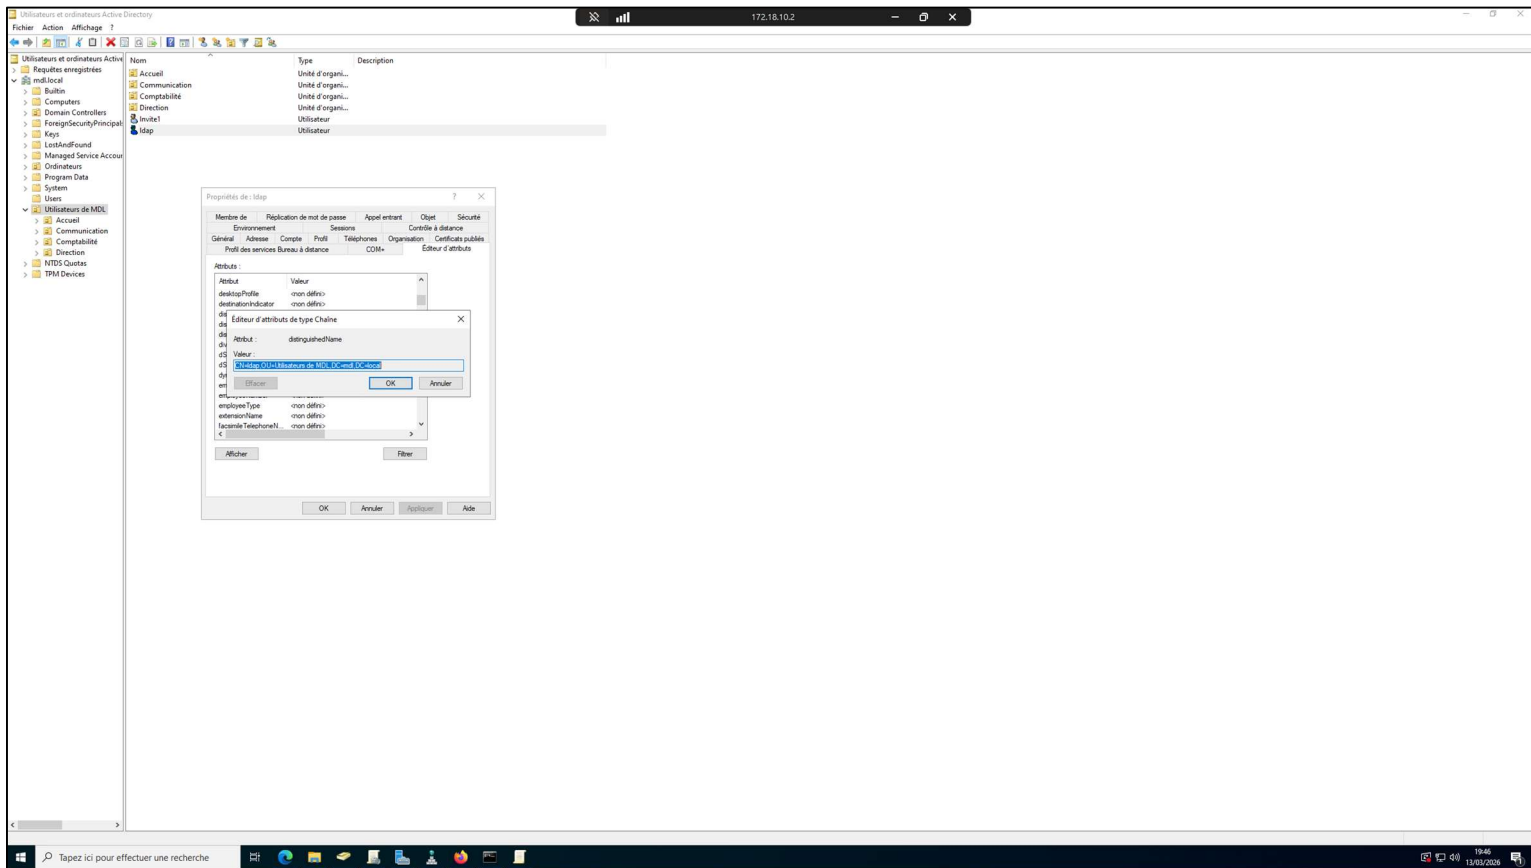 Utilisateurs et ordinateurs Active Directory
172.18.10.2
Fichier Action Affichage ?
Utilisateurs et ordinateurs Active
Requêtes enregistrées
mdl.local
Builtin
Computers
Domain Controllers
ForeignSecurityPrincipals
Keys
LostAndFound
Managed Service Accour
Ordinateurs
Program Data
System
Users
Utilisateurs de MDL
Accueil
Communication
Comptabilité
Direction
NTDS Quotas
TPM Devices
Nom Type Description
Accueil Unité d'organi...
Communication Unité d'organi...
Comptabilité Unité d'organi...
Direction Unité d'organi...
Invite1 Utilisateur
ldap Utilisateur
Propriétés de : ldap ?
Membre de Réplication de mot de passe Appel entrant Objet Sécurité
Environnement Sessions Contrôle à distance
Général Adresse Compte Profil Téléphones Organisation Certificats publiés
Profil des services Bureau à distance COM+ Éditeur d'attributs
Attributs :
Attribut Valeur
desktopProfile <non défini>
destinationIndicator <non défini>
Éditeur d'attributs de type Chaîne
Attribut : distinguishedName
Valeur :
CN=ldap,OU=Utilisateurs de MDL,DC=mdl,DC=local
Effacer OK Annuler
employeeType <non défini>
extensionName <non défini>
facsimileTelephoneN... <non défini>
Afficher Filtrer
OK Annuler Appliquer Aide
Tapez ici pour effectuer une recherche
19:46
13/03/2026